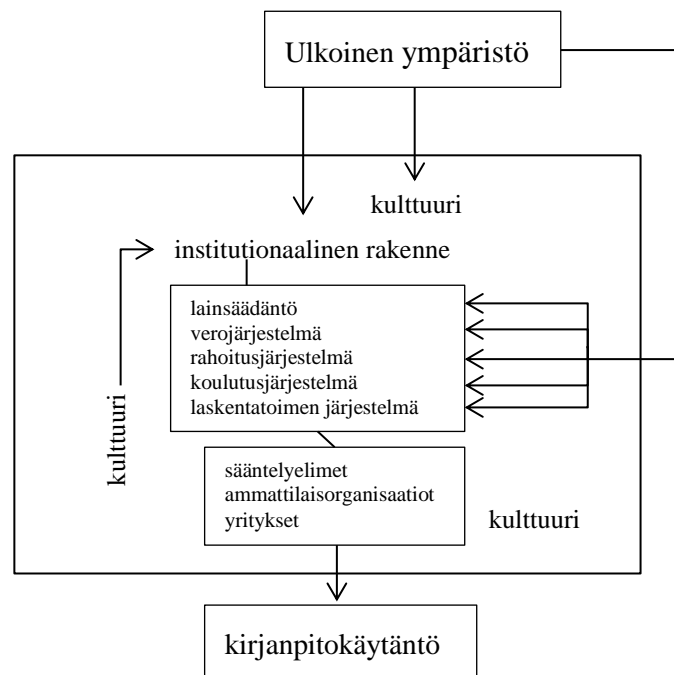 Ulkoinen ympäristö
kulttuuri
institutionaalinen rakenne
lainsäädäntö
verojärjestelmä
rahoitusjärjestelmä
koulutusjärjestelmä
laskentatoimen järjestelmä
kulttuuri
sääntelyelimet
ammattilaisorganisaatiot
yritykset
kulttuuri
kirjanpitokäytäntö